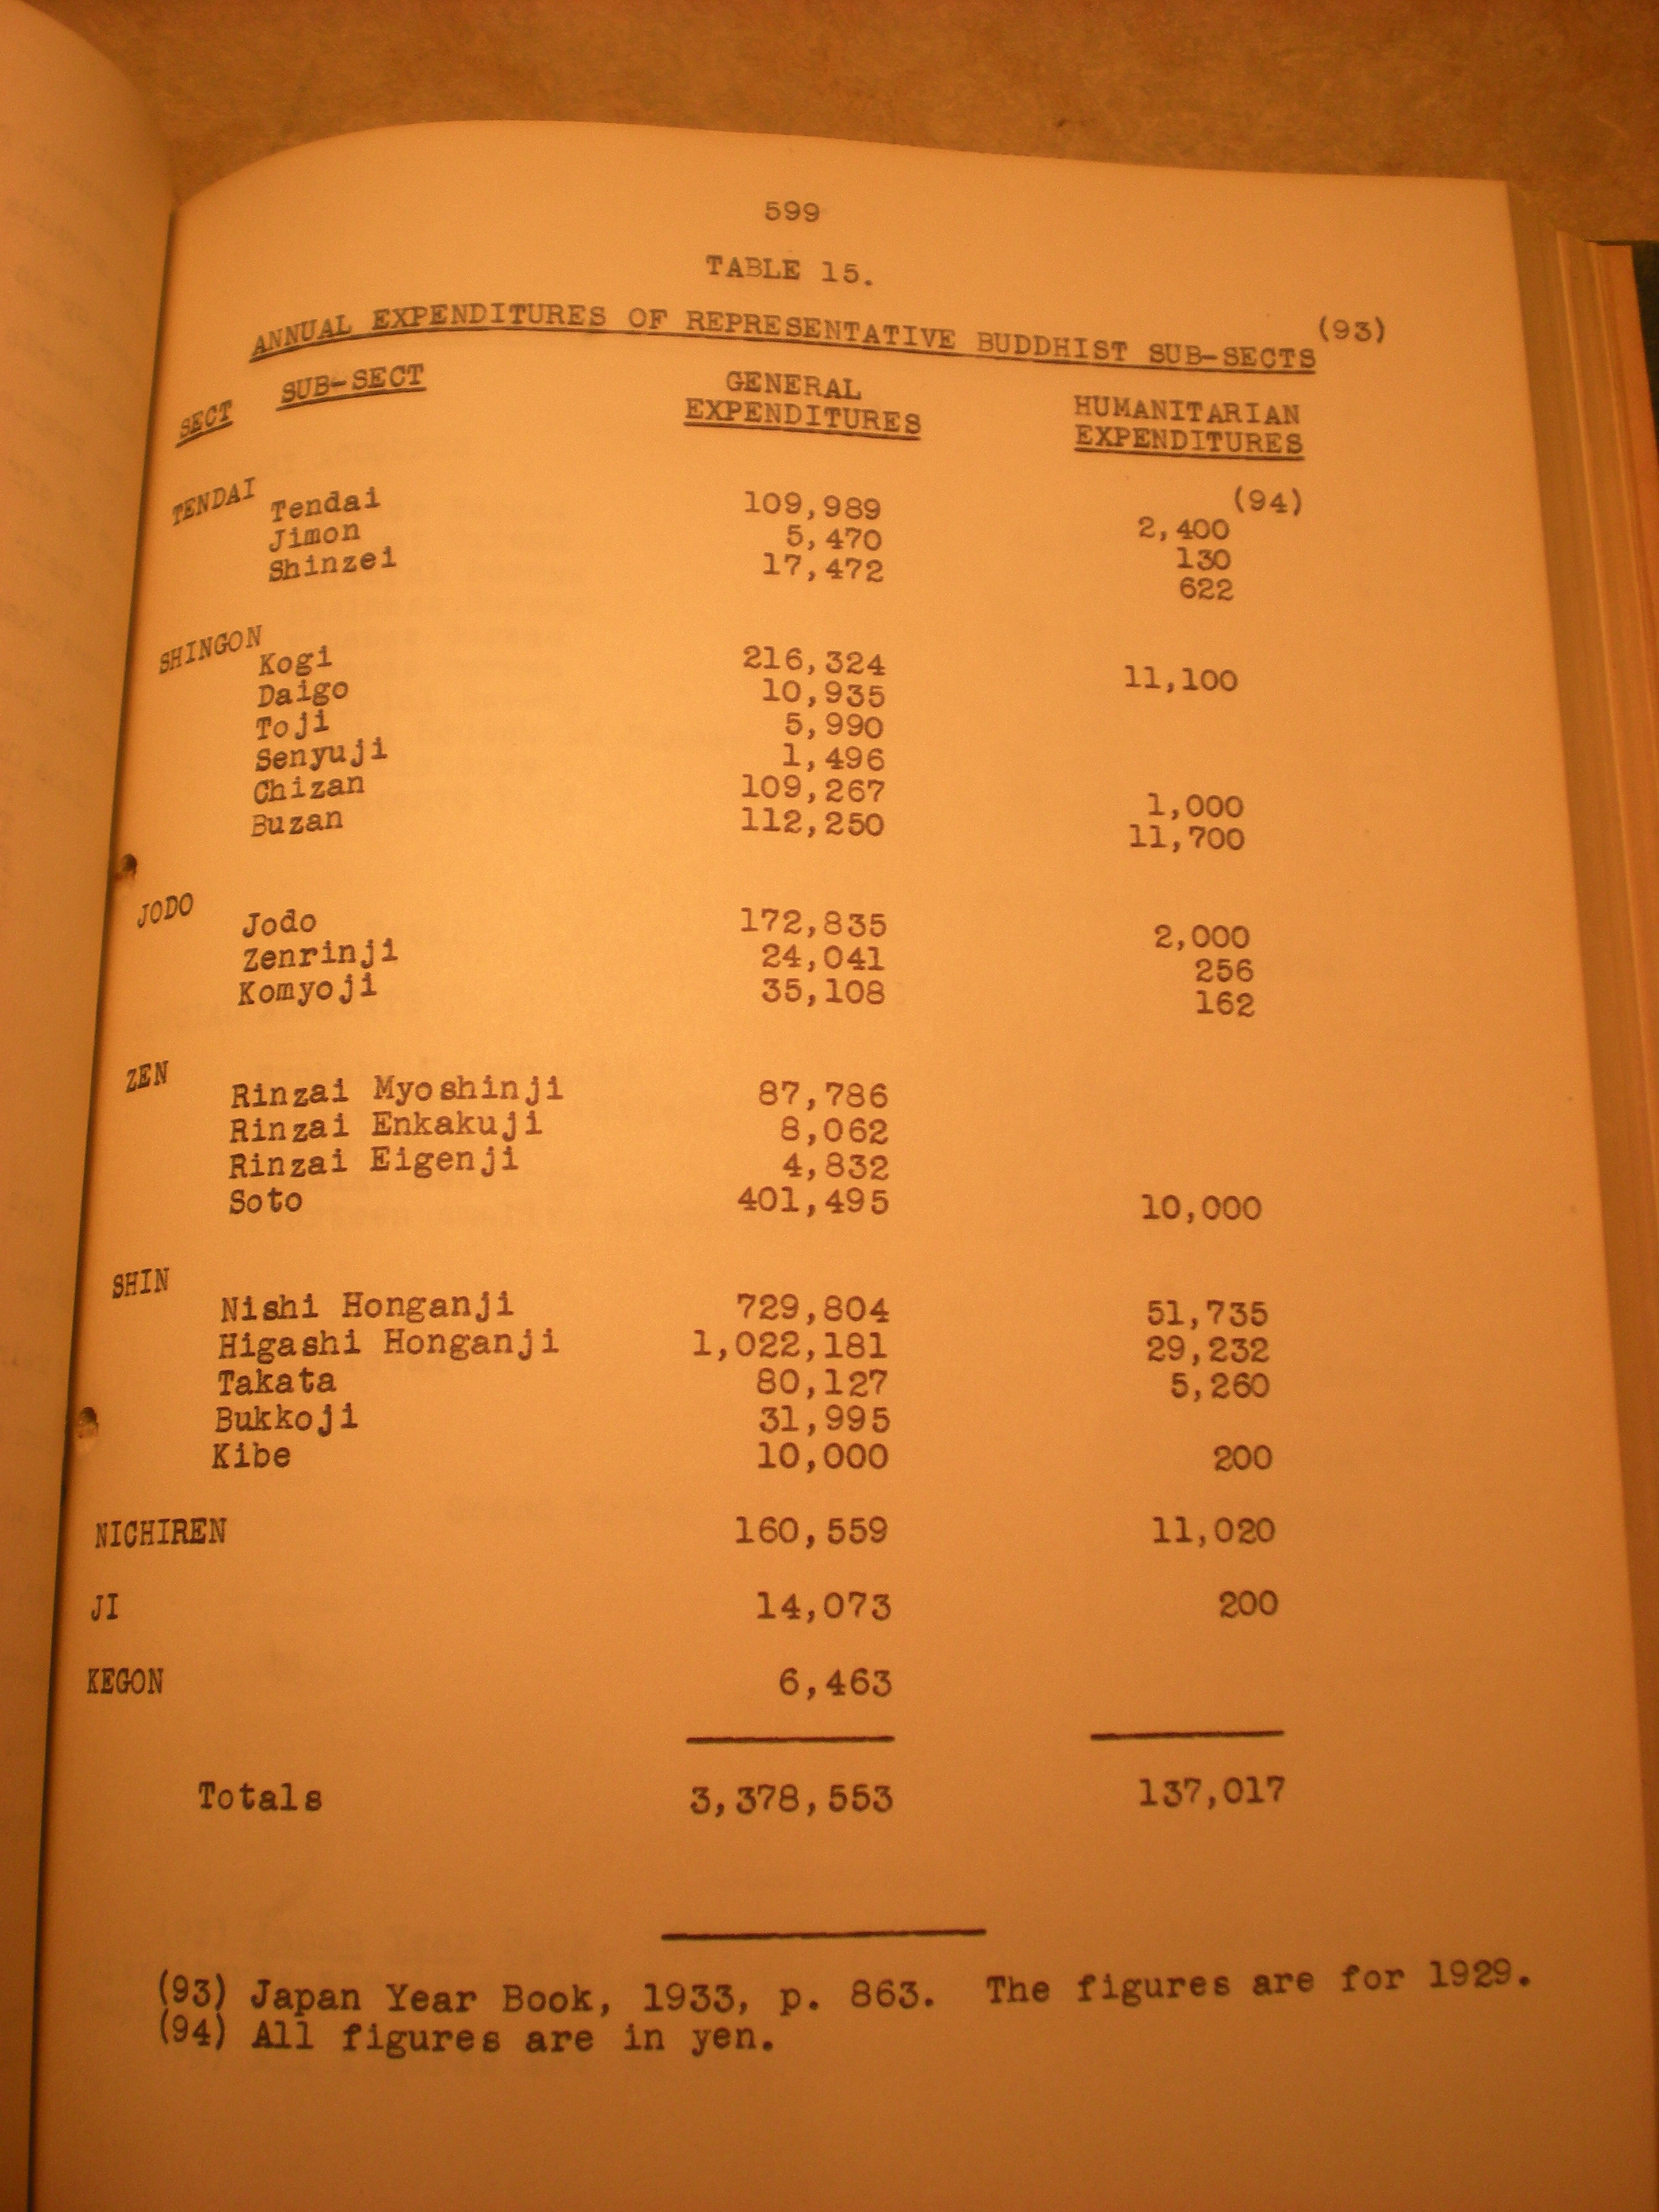 599
TABLE 15.
ANNUAL EXPENDITURES OF REPRESENTATIVE BUDDHIST SUB-SECTS (93)
SECT SUB-SECT GENERAL EXPENDITURES HUMANITARIAN EXPENDITURES
(94)
TENDAI Tendai 109,989 2,400
Jimon 5,470 130
Shinzei 17,472 622
SHINGON Kogi 216,324 11,100
Daigo 10,935
Toji 5,990
Senyuji 1,496
Chizan 109,267 1,000
Buzan 112,250 11,700
JODO Jodo 172,835 2,000
Zenrinji 24,041 256
Komyoji 35,108 162
ZEN
Rinzai Myoshinji 87,786
Rinzai Enkakuji 8,062
Rinzai Eigenji 4,832
Soto 401,495 10,000
SHIN
Nishi Honganji 729,804 51,735
Higashi Honganji 1,022,181 29,232
Takata 80,127 5,260
Bukkoji 31,995
Kibe 10,000 200
NICHIREN 160,559 11,020
JI 14,073 200
KEGON 6,463
Totals 3,378,553 137,017
(93) Japan Year Book, 1933, p. 863. The figures are for 1929.
(94) All figures are in yen.